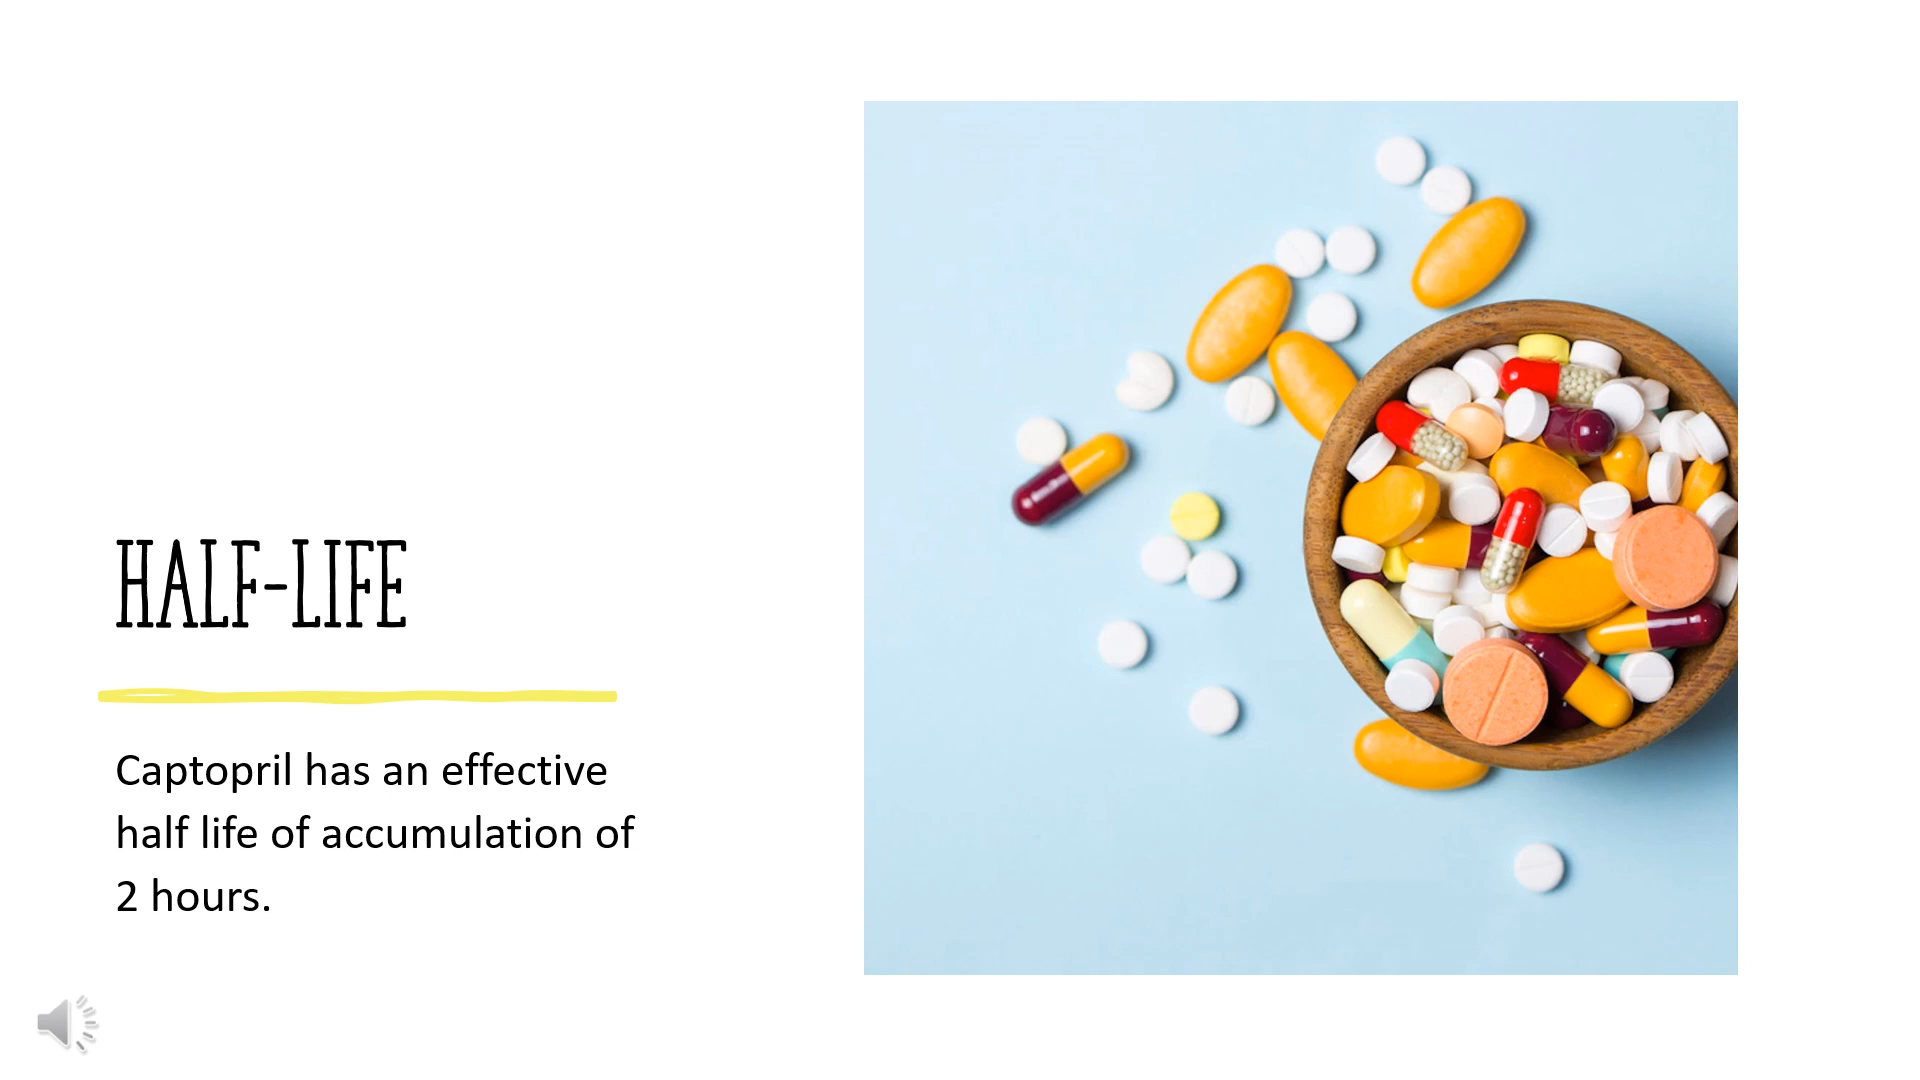 HALF-LIFE
Captopril has an effective
half life of accumulation of
2 hours.